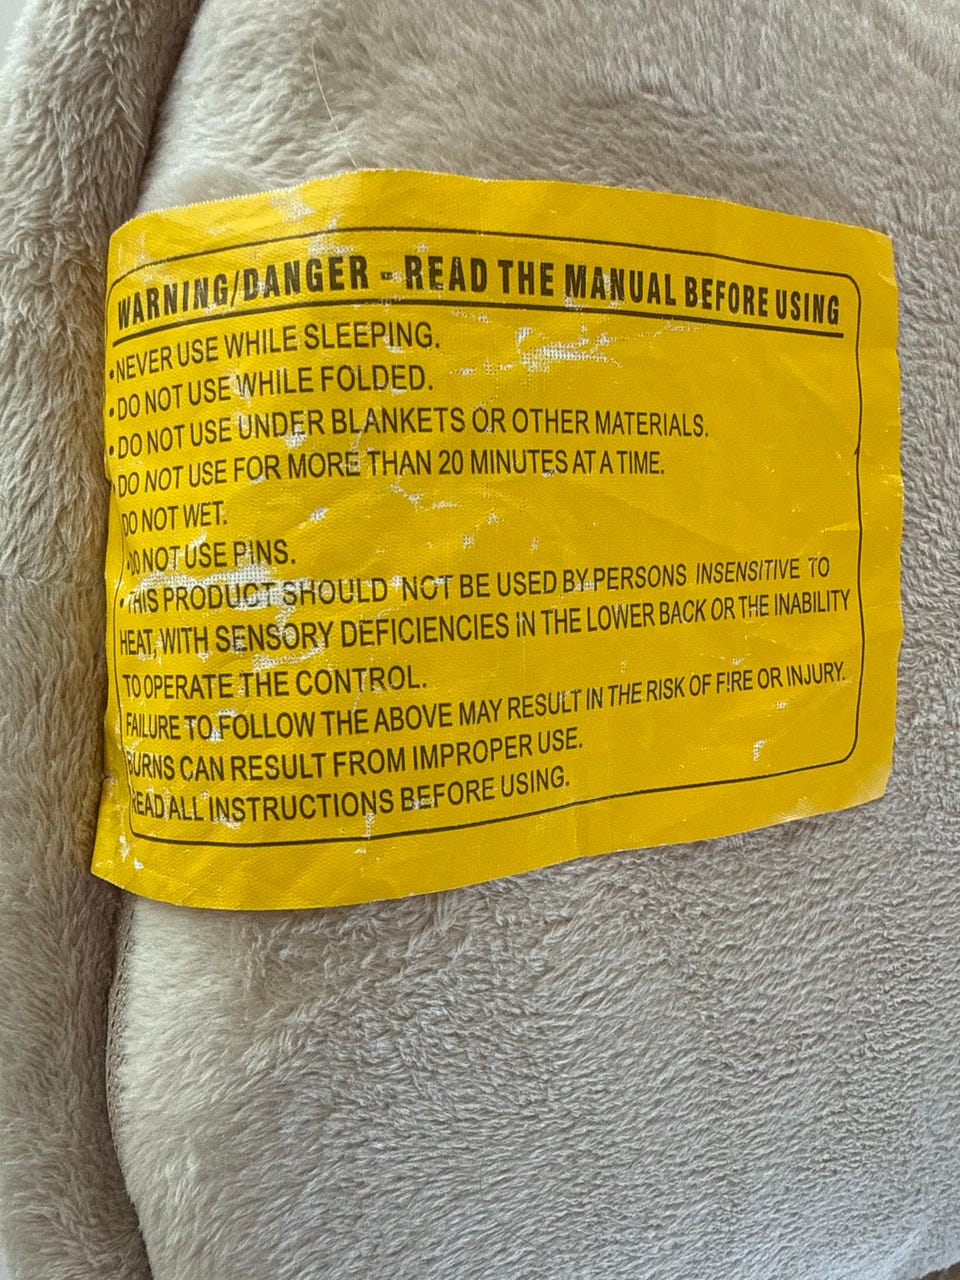 WARNING/DANGER - READ THE MANUAL BEFORE USING
•NEVER USE WHILE SLEEPING.
•DO NOT USE WHILE FOLDED.
•DO NOT USE UNDER BLANKETS OR OTHER MATERIALS.
•DO NOT USE FOR MORE THAN 20 MINUTES AT A TIME.
DO NOT WET.
•DO NOT USE PINS.
•THIS PRODUCT SHOULD NOT BE USED BY PERSONS INSENSITIVE TO
HEAT, WITH SENSORY DEFICIENCIES IN THE LOWER BACK OR THE INABILITY
TO OPERATE THE CONTROL.
FAILURE TO FOLLOW THE ABOVE MAY RESULT IN THE RISK OF FIRE OR INJURY.
BURNS CAN RESULT FROM IMPROPER USE.
READ ALL INSTRUCTIONS BEFORE USING.